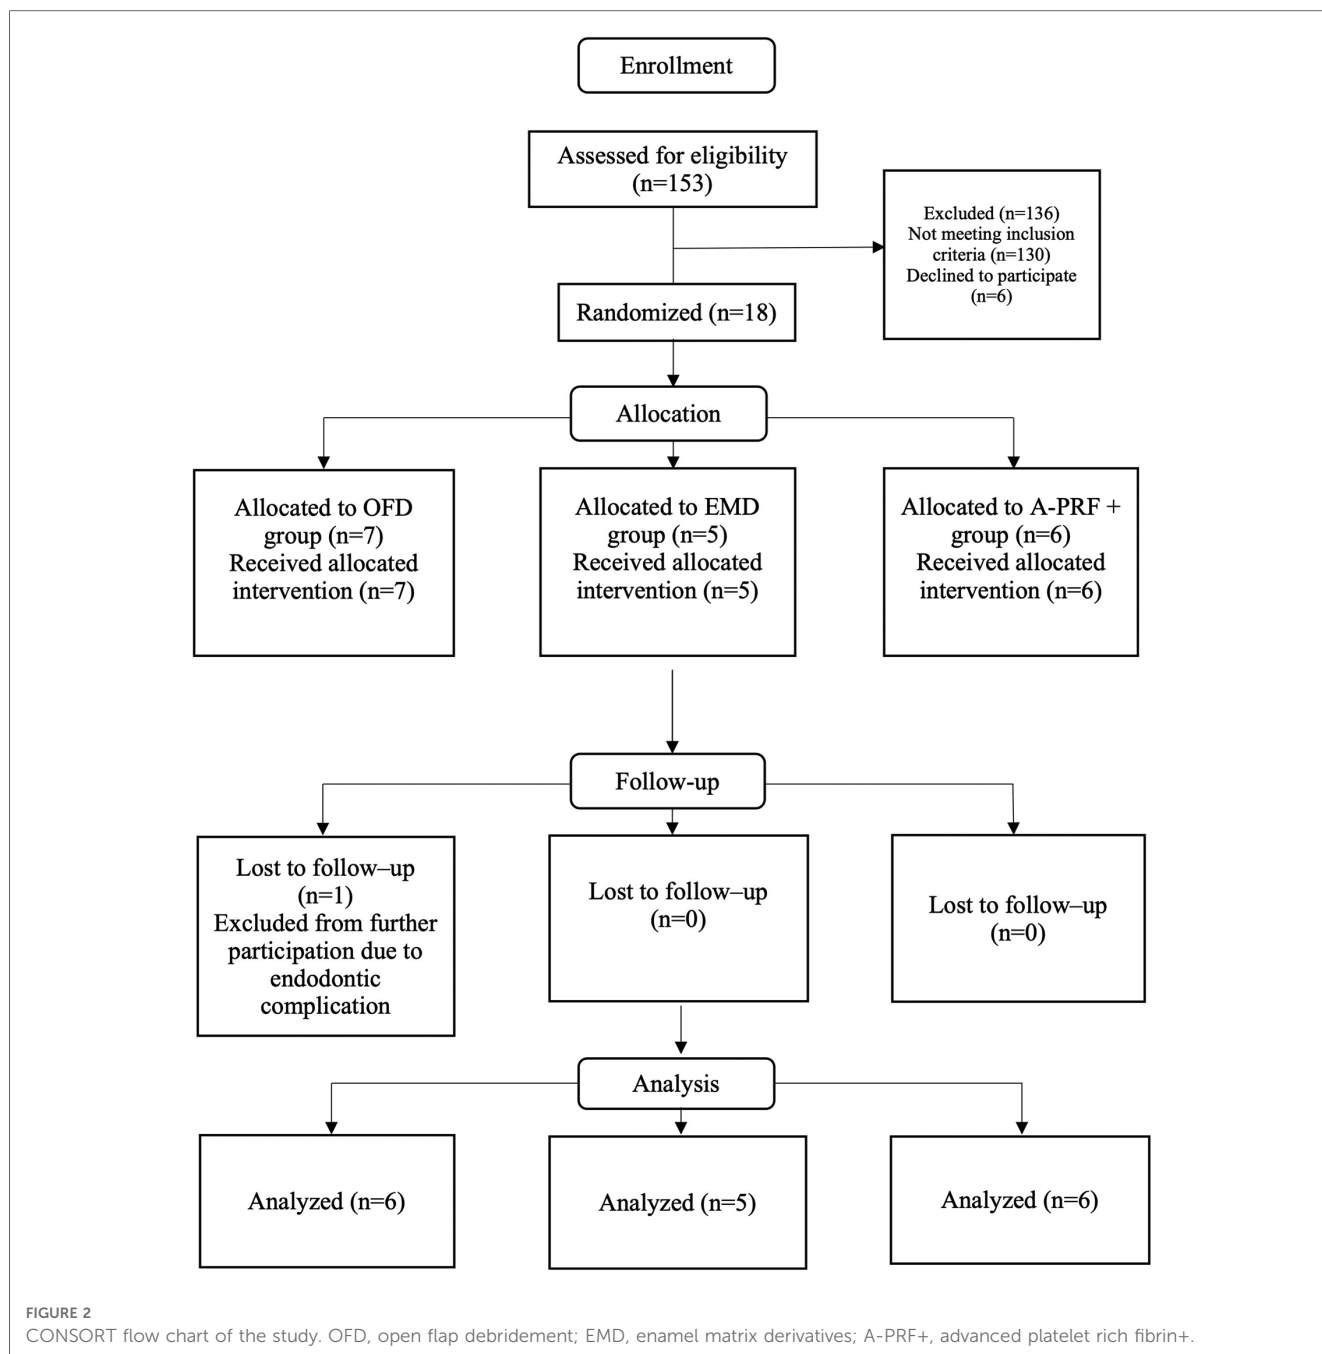 Enrollment
Assessed for eligibility
(n=153)
Excluded (n=136)
Not meeting inclusion
criteria (n=130)
Declined to participate
(n=6)
Randomized (n=18)
Allocation
Allocated to OFD
group (n=7)
Received allocated
intervention (n=7)
Allocated to EMD
group (n=5)
Received allocated
intervention (n=5)
Allocated to A-PRF +
group (n=6)
Received allocated
intervention (n=6)
Follow-up
Lost to follow–up
(n=1)
Excluded from further
participation due to
endodontic
complication
Lost to follow–up
(n=0)
Lost to follow–up
(n=0)
Analysis
Analyzed (n=6)
Analyzed (n=5)
Analyzed (n=6)
FIGURE 2
CONSORT flow chart of the study. OFD, open flap debridement; EMD, enamel matrix derivatives; A-PRF+, advanced platelet rich fibrin+.